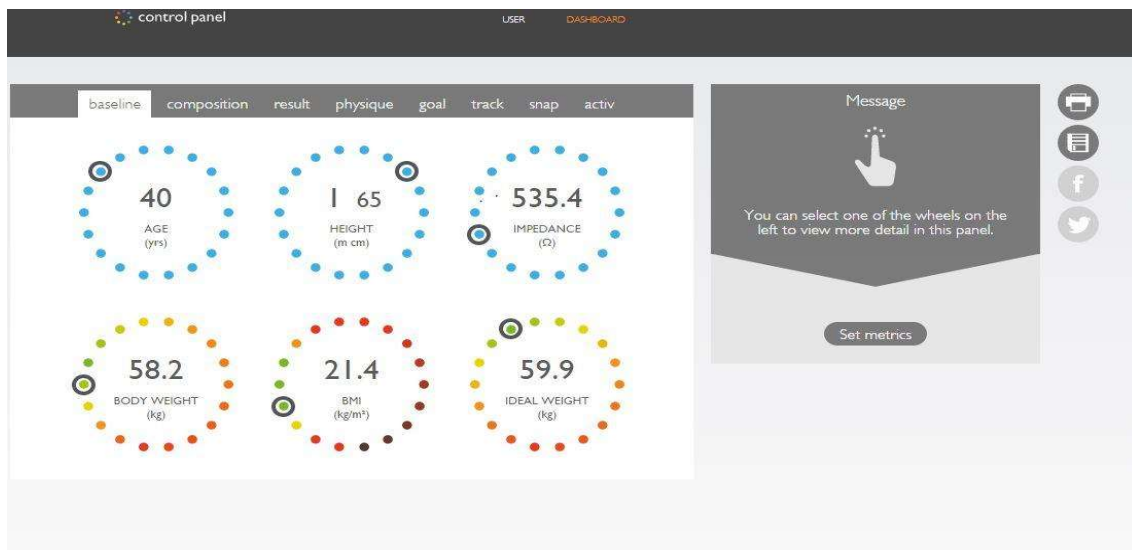 control panel
USER DASHBOARD
baseline composition result physique goal track snap activ
40
AGE
(yrs)
1 65
HEIGHT
(m cm)
535.4
IMPEDANCE
(Ω)
58.2
BODY WEIGHT
(kg)
21.4
BMI
(kg/m²)
59.9
IDEAL WEIGHT
(kg)
Message
You can select one of the wheels on the
left to view more detail in this panel.
Set metrics